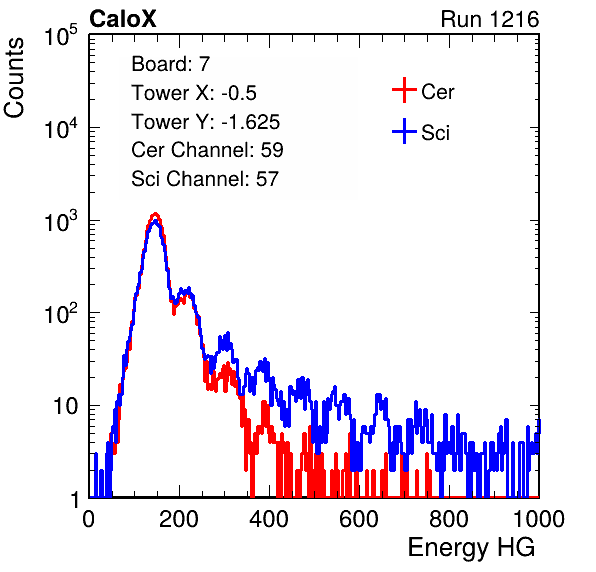 CaloX Run 1216
Counts
10^5
10^4
10^3
10^2
10
1
Board: 7
Tower X: -0.5
Tower Y: -1.625
Cer Channel: 59
Sci Channel: 57
Cer
Sci
0 200 400 600 800 1000
Energy HG